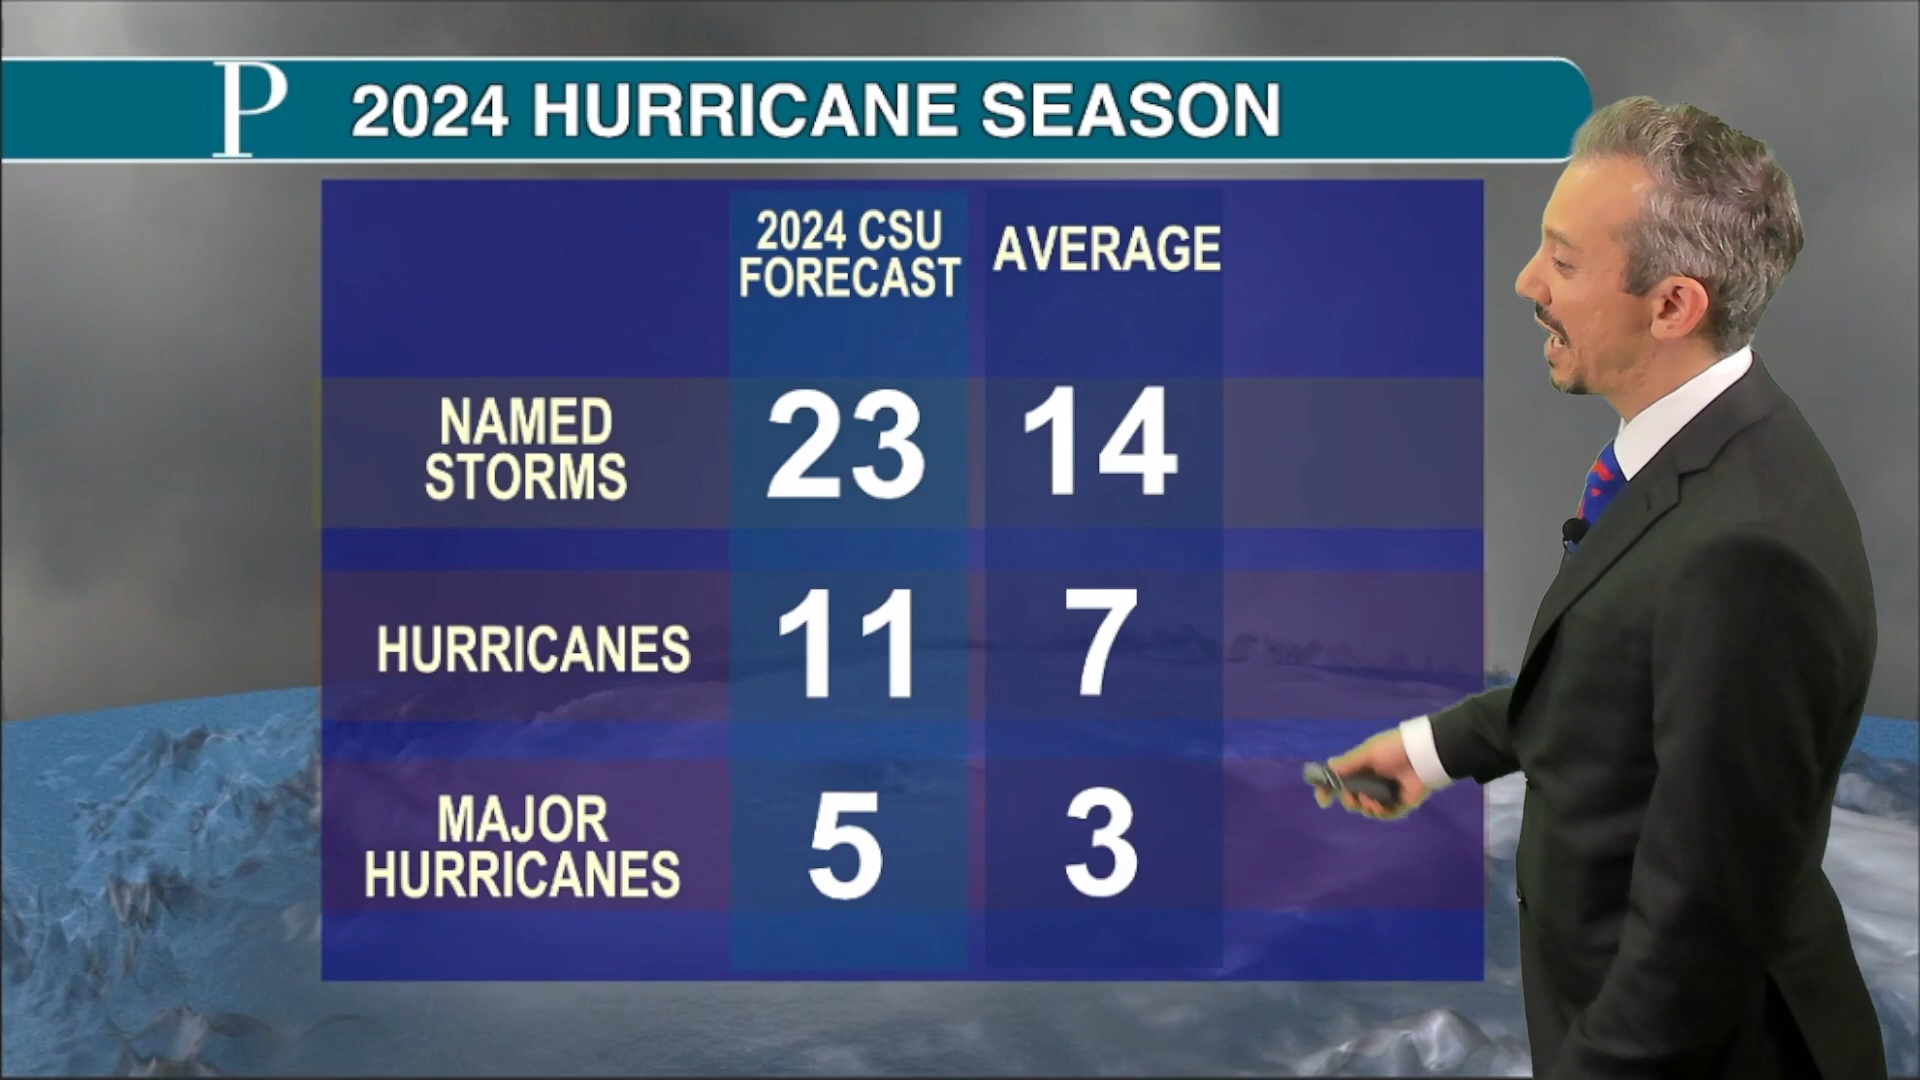 P
2024 HURRICANE SEASON
2024 CSU
FORECAST
AVERAGE
NAMED
STORMS
23
14
HURRICANES
11
7
MAJOR
HURRICANES
5
3